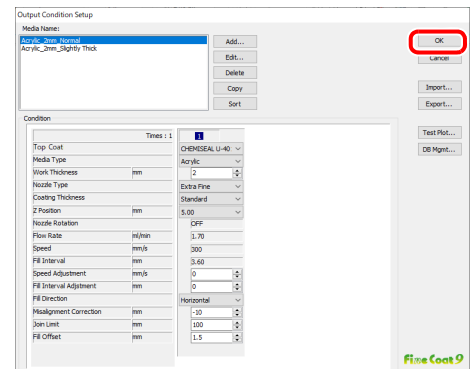 Output Condition Setup
Media Name:
Acrylic_2mm_Normal
Acrylic_2mm_Slightly Thick
Add...
Edit...
Delete
Copy
Sort
OK
Cancel
Import...
Export...
Test Plot...
DB Mgmt...
Condition
Times : 1 1
Top Coat CHEMISEAL U-40
Media Type Acrylic
Work Thickness mm 2
Nozzle Type Extra Fine
Coating Thickness Standard
Z Position mm 5.00
Nozzle Rotation OFF
Flow Rate ml/min 1.70
Speed mm/s 300
Fill Interval mm 3.60
Speed Adjustment mm/s 0
Fill Interval Adjstment mm 0
Fill Direction Horizontal
Misalignment Correction mm -10
Join Limit mm 100
Fill Offset mm 1.5
Fine Coat 9